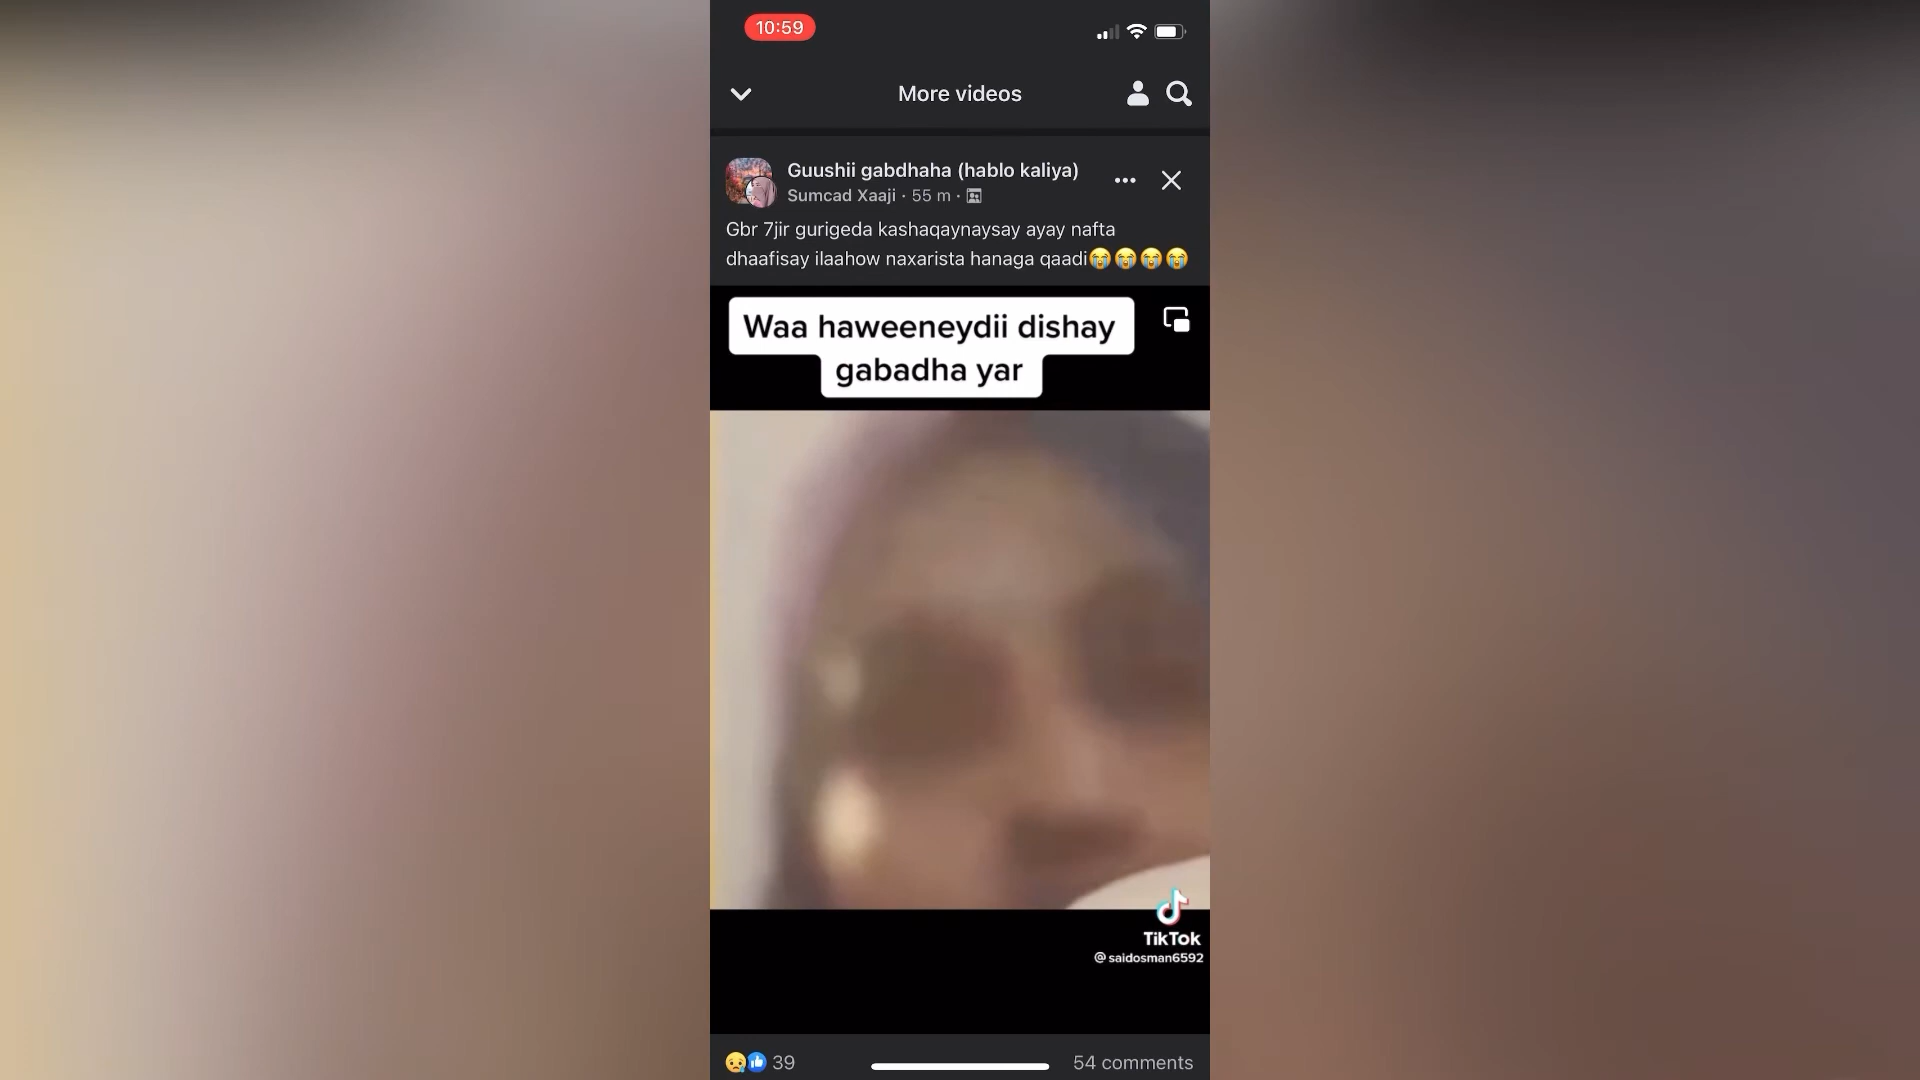 10:59
More videos
Guushii gabdhaha (hablo kaliya)
Sumcad Xaaji · 55 m ·
Gbr 7jir gurigeda kashaqaynaysay ayay nafta
dhaafisay ilaahow naxarista hanaga qaadi😭😭😭😭
Waa haweeneydii dishay
gabadha yar
TikTok
@saidosman6592
39
54 comments